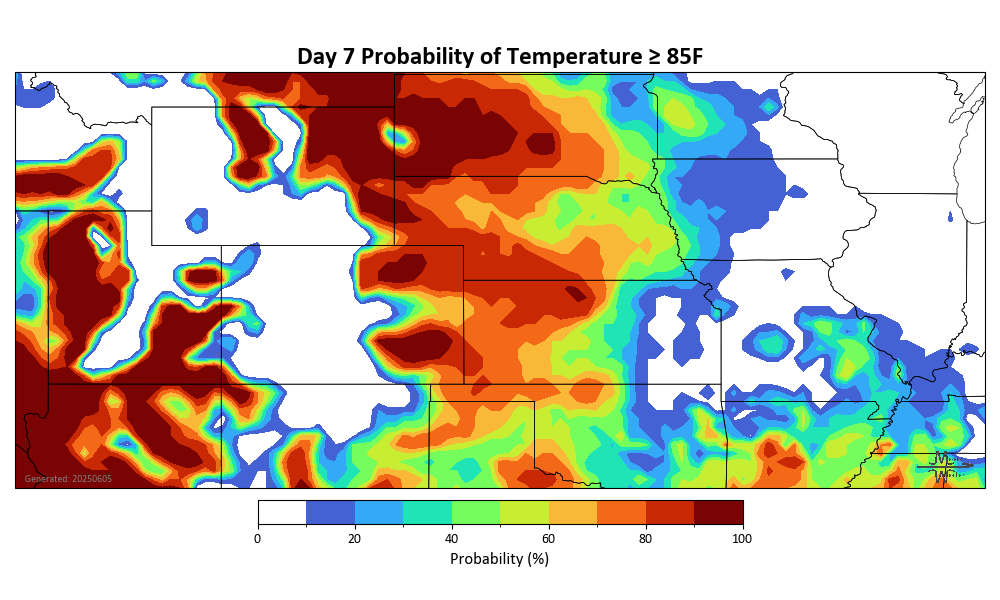 Day 7 Probability of Temperature ≥ 85F
Generated: 20250605
0 20 40 60 80 100
Probability (%)